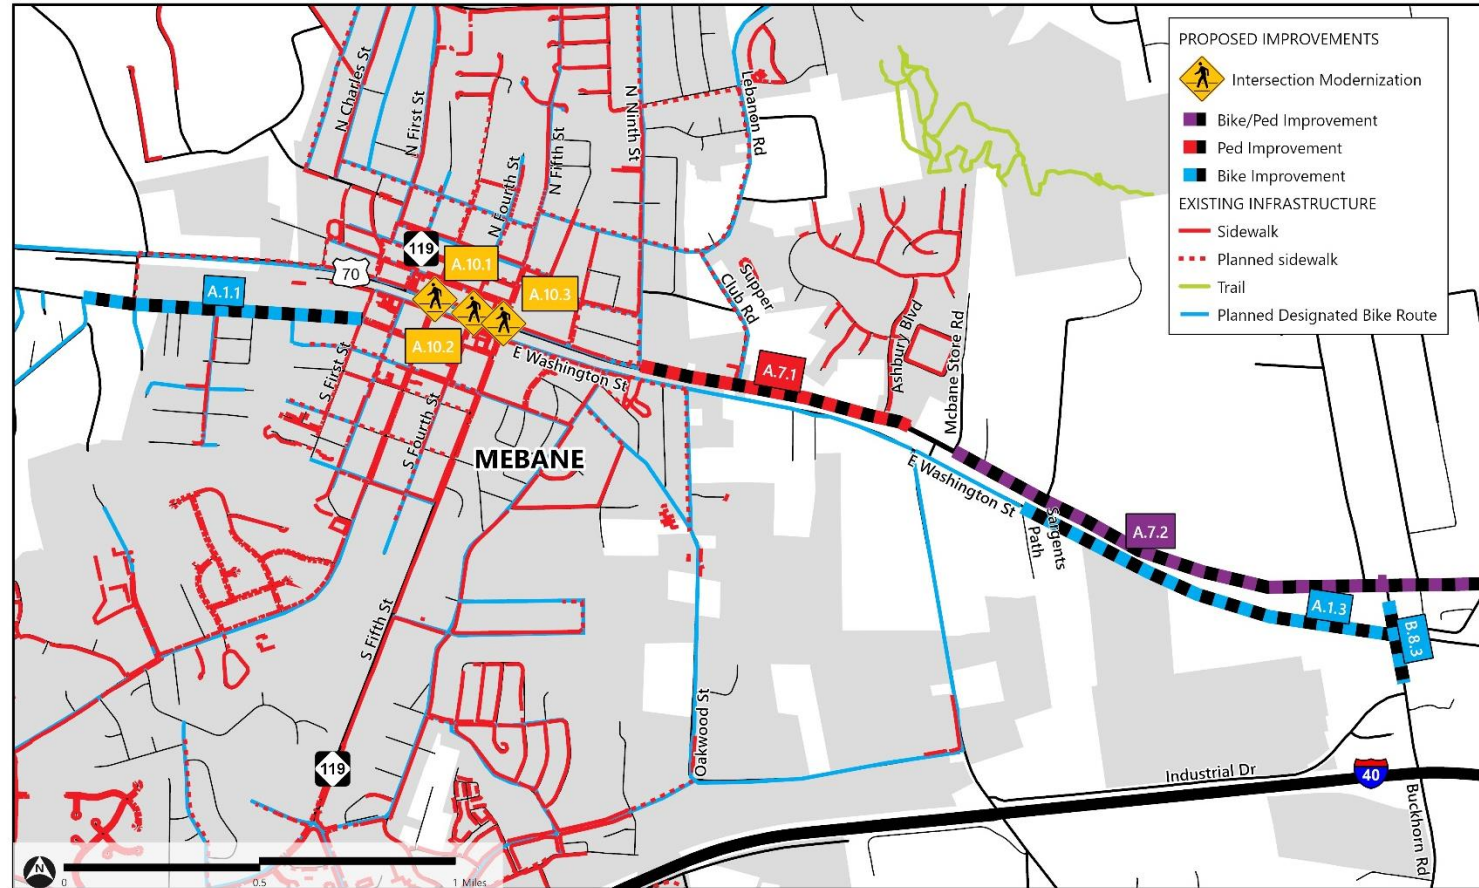 PROPOSED IMPROVEMENTS
Intersection Modernization
Bike/Ped Improvement
Ped Improvement
Bike Improvement
EXISTING INFRASTRUCTURE
Sidewalk
Planned sidewalk
Trail
Planned Designated Bike Route
N Charles St
N First St
N Fourth St
N Fifth St
N Ninth St
Lebanon Rd
119
70
A.10.1
A.10.3
A.10.2
A.1.1
Supper
Club Rd
Ashbury Blvd
Mebane Store Rd
E Washington St
A.7.1
S First St
S Fourth St
MEBANE
E Washington St
Sargents
Path
A.7.2
A.1.3
B.8.3
S Fifth St
Oakwood St
119
Industrial Dr
40
Buckhorn Rd
N
0
0.5
1 Miles